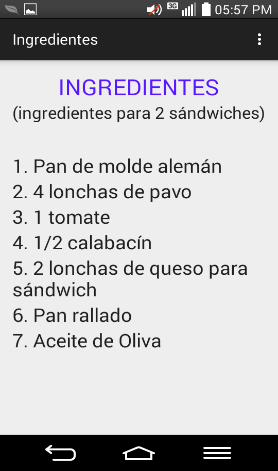 3G 05:57 PM
Ingredientes
INGREDIENTES
(ingredientes para 2 sándwiches)
1. Pan de molde alemán
2. 4 lonchas de pavo
3. 1 tomate
4. 1/2 calabacín
5. 2 lonchas de queso para
sándwich
6. Pan rallado
7. Aceite de Oliva